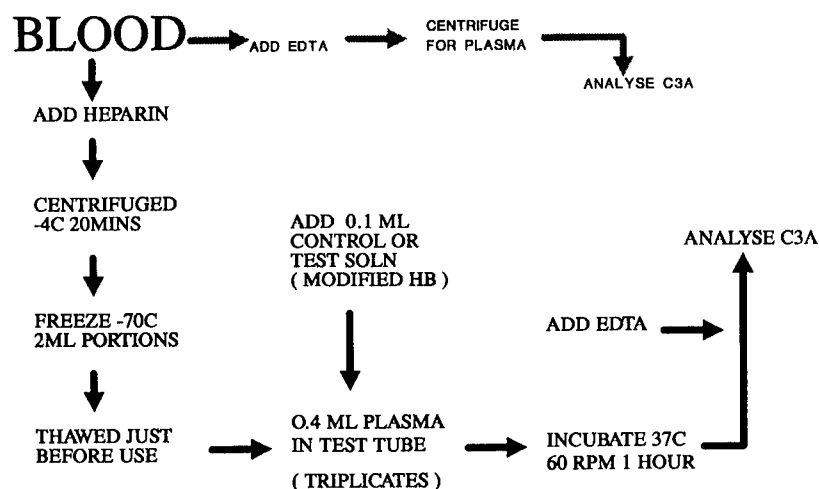 BLOOD
ADD EDTA
CENTRIFUGE
FOR PLASMA
ANALYSE C3A
ADD HEPARIN
CENTRIFUGED
-4C 20MINS
FREEZE -70C
2ML PORTIONS
THAWED JUST
BEFORE USE
ADD 0.1 ML
CONTROL OR
TEST SOLN
( MODIFIED HB )
O.4 ML PLASMA
IN TEST TUBE
( TRIPLICATES )
INCUBATE 37C
60 RPM 1 HOUR
ADD EDTA
ANALYSE C3A